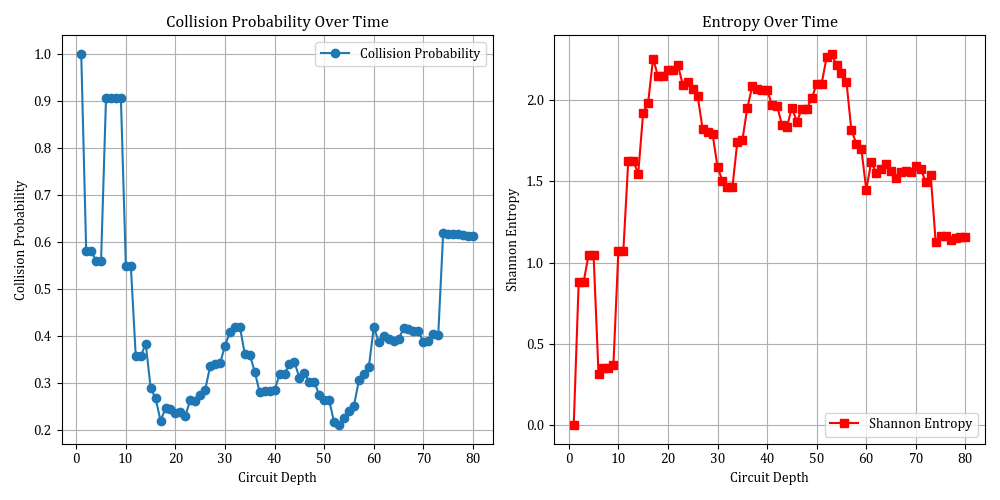 Collision Probability Over Time
Collision Probability
1.0
0.9
0.8
0.7
0.6
0.5
0.4
0.3
0.2
Collision Probability
0 10 20 30 40 50 60 70 80
Circuit Depth
Entropy Over Time
Shannon Entropy
2.0
1.5
1.0
0.5
0.0
Shannon Entropy
0 10 20 30 40 50 60 70 80
Circuit Depth